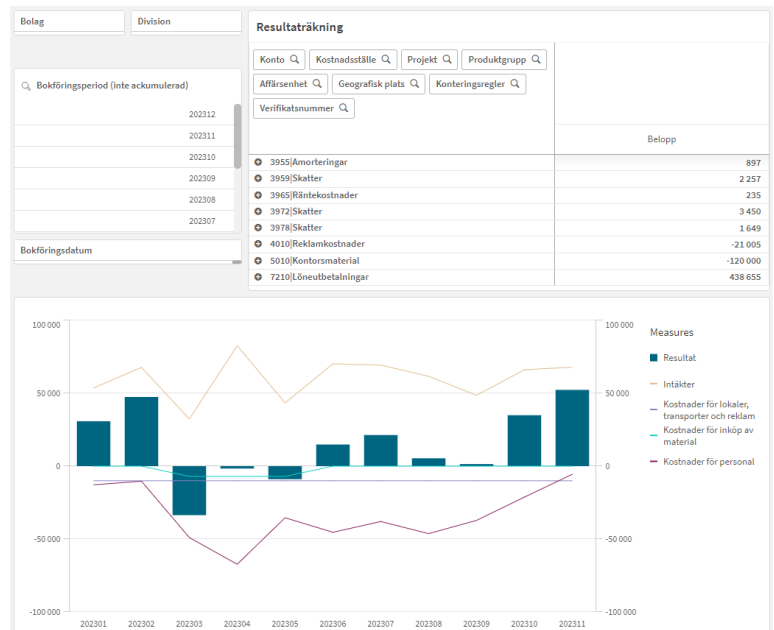 Bolag
Division
Bokföringsperiod (inte ackumulerad)
202312
202311
202310
202309
202308
202307
Bokföringsdatum
Resultaträkning
Konto Kostnadsställe Projekt Produktgrupp
Affärsenhet Geografisk plats Konteringsregler
Verifikatsnummer
Belopp
3955|Amorteringar 897
3959|Skatter 2 257
3965|Räntekostnader 235
3972|Skatter 3 450
3978|Skatter 1 649
4010|Reklamkostnader -21 005
5010|Kontorsmaterial -120 000
7210|Löneutbetalningar 438 655
100 000 100 000
50 000 50 000
0 0
-50 000 -50 000
-100 000 -100 000
202301 202302 202303 202304 202305 202306 202307 202308 202309 202310 202311
Measures
Resultat
Intäkter
Kostnader för lokaler,
transporter och reklam
Kostnader för inköp av
material
Kostnader för personal